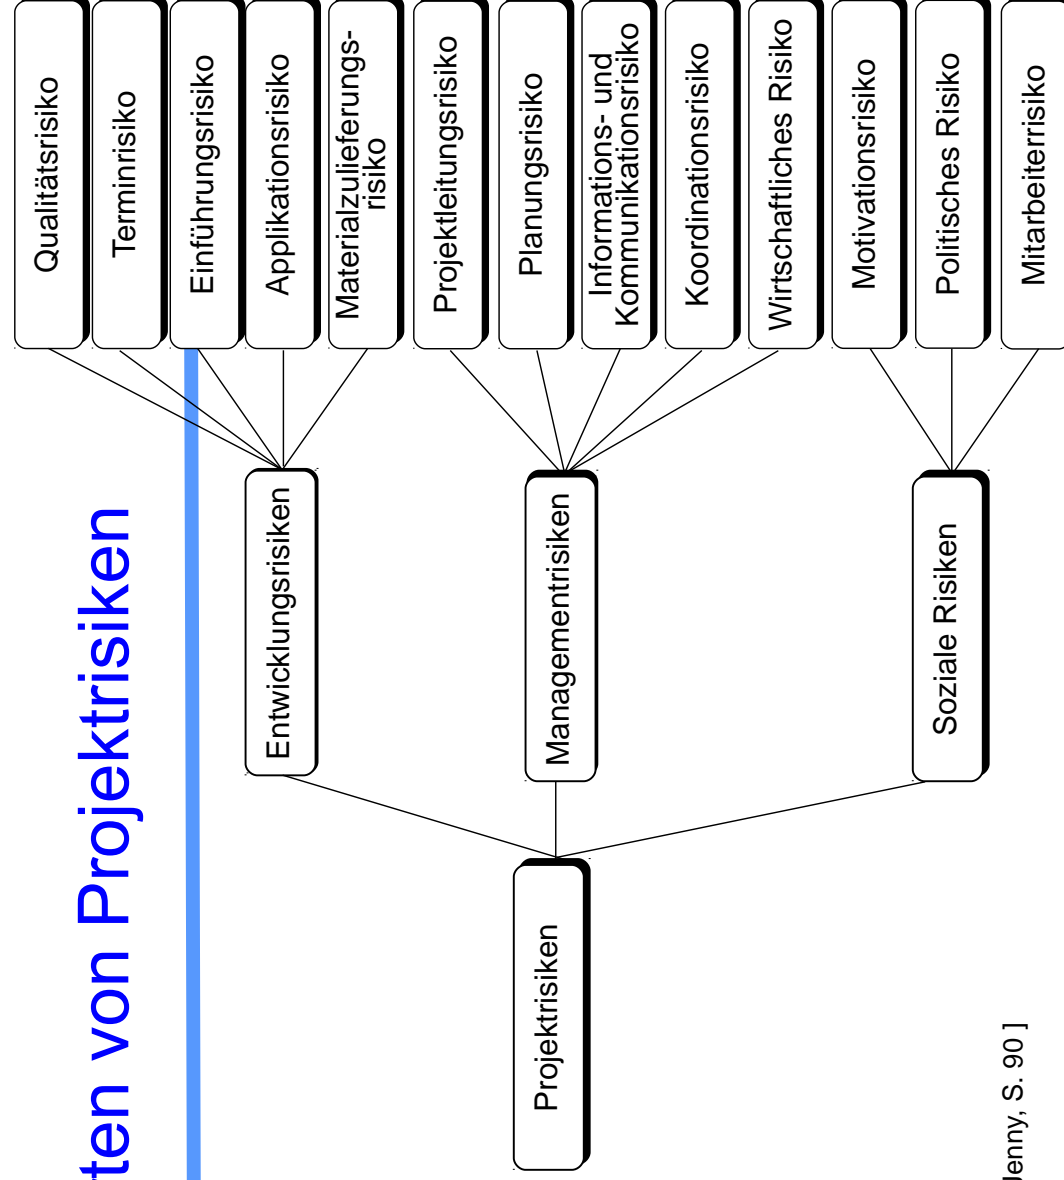 ten von Projektrisiken
Qualitätsrisiko
Terminrisiko
Einführungsrisiko
Applikationsrisiko
Materialzulieferungs-
risiko
Entwicklungsrisiken
Projektleitungsrisiko
Planungsrisiko
Informations- und
Kommunikationsrisiko
Koordinationsrisiko
Wirtschaftliches Risiko
Managementrisiken
Projektrisiken
Motivationsrisiko
Politisches Risiko
Mitarbeiterrisiko
Soziale Risiken
Jenny, S. 90 ]